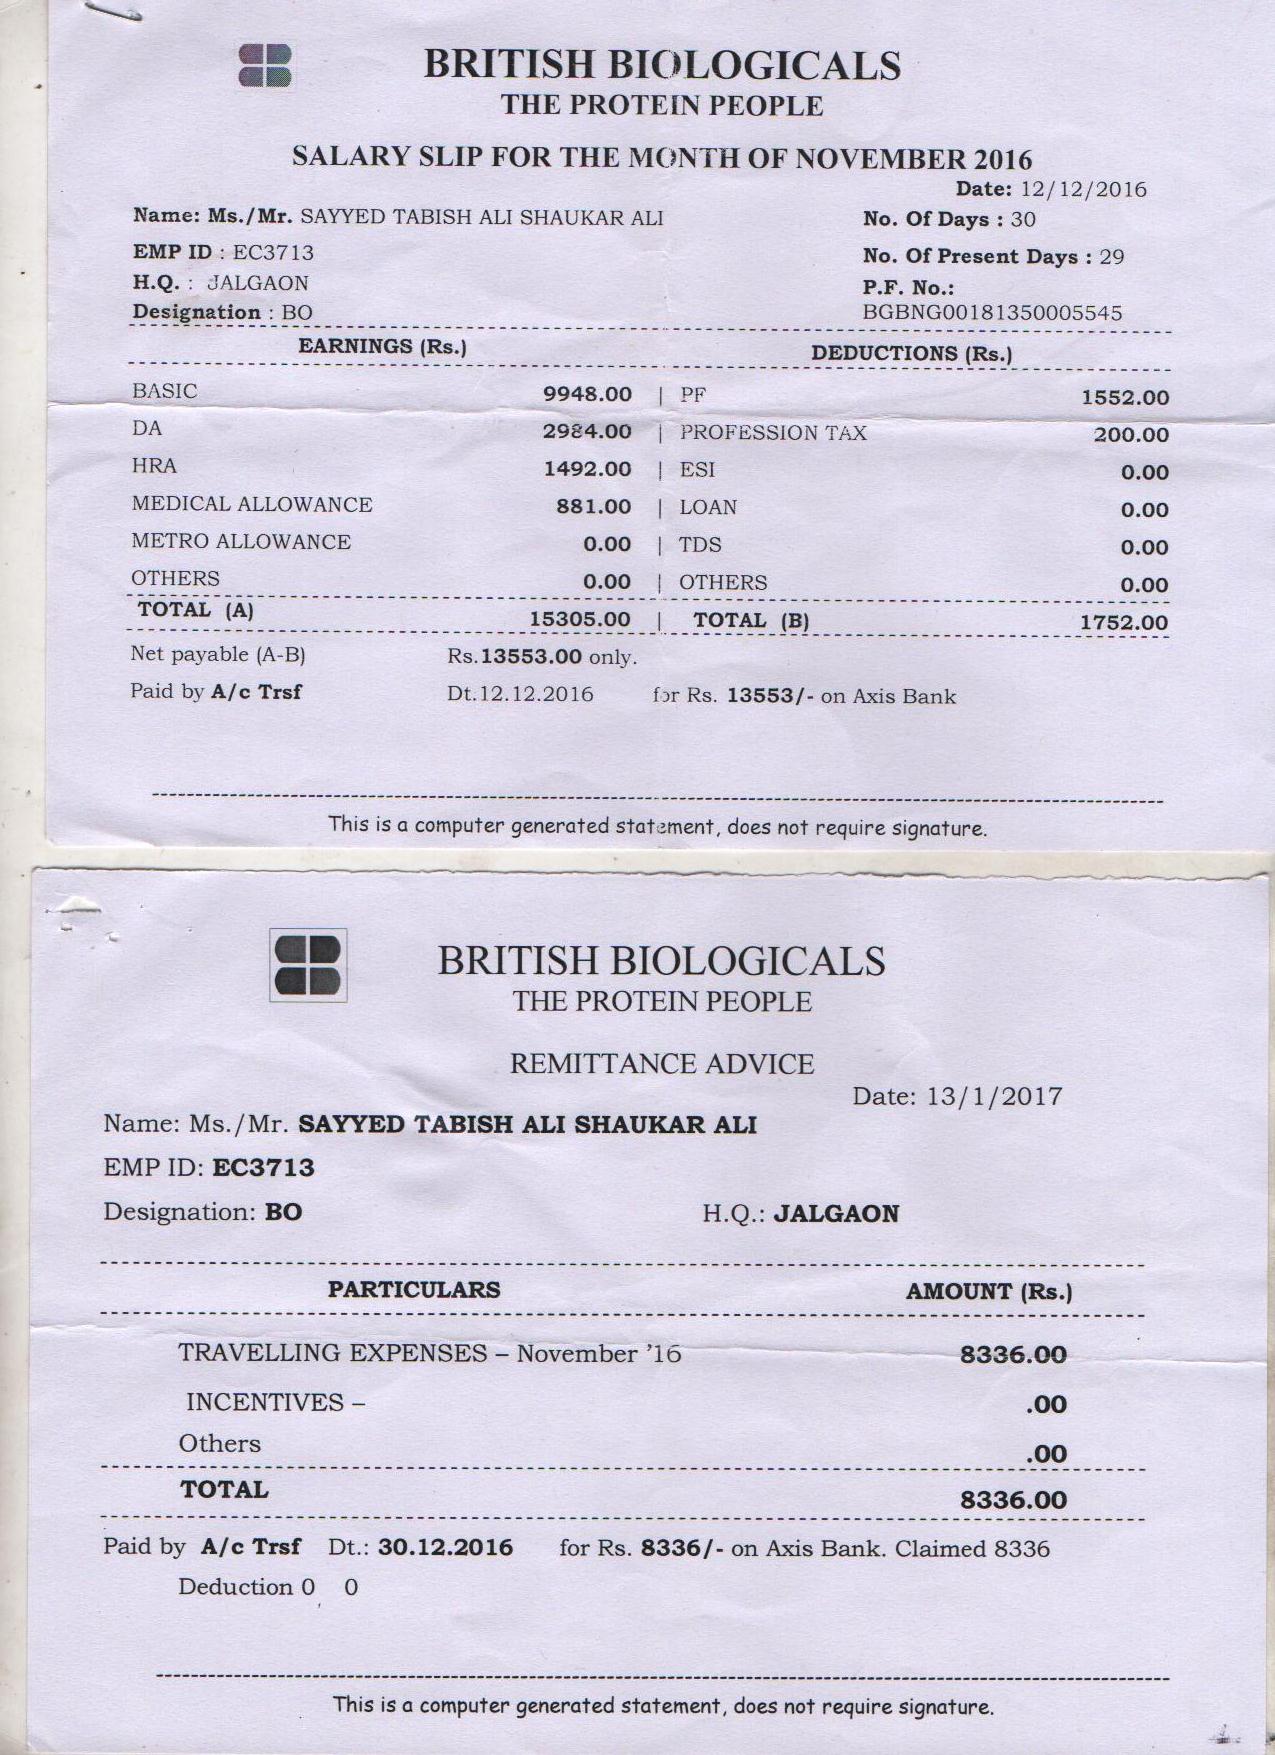 BRITISH BIOLOGICALS
THE PROTEIN PEOPLE
SALARY SLIP FOR THE MONTH OF NOVEMBER 2016
Date: 12/12/2016
Name: Ms./Mr. SAYYED TABISH ALI SHAUKAR ALI No. Of Days : 30
EMP ID : EC3713 No. Of Present Days : 29
H.Q. : JALGAON P.F. No.:
Designation : BO BGBNG00181350005545
EARNINGS (Rs.) DEDUCTIONS (Rs.)
BASIC 9948.00 | PF 1552.00
DA 2984.00 | PROFESSION TAX 200.00
HRA 1492.00 | ESI 0.00
MEDICAL ALLOWANCE 881.00 | LOAN 0.00
METRO ALLOWANCE 0.00 | TDS 0.00
OTHERS 0.00 | OTHERS 0.00
TOTAL (A) 15305.00 | TOTAL (B) 1752.00
Net payable (A-B) Rs.13553.00 only.
Paid by A/c Trsf Dt.12.12.2016 for Rs. 13553/- on Axis Bank
This is a computer generated statement, does not require signature.
BRITISH BIOLOGICALS
THE PROTEIN PEOPLE
REMITTANCE ADVICE
Date: 13/1/2017
Name: Ms./Mr. SAYYED TABISH ALI SHAUKAR ALI
EMP ID: EC3713
Designation: BO H.Q.: JALGAON
PARTICULARS AMOUNT (Rs.)
TRAVELLING EXPENSES – November ’16 8336.00
INCENTIVES – .00
Others .00
TOTAL 8336.00
Paid by A/c Trsf Dt.: 30.12.2016 for Rs. 8336/- on Axis Bank. Claimed 8336
Deduction 0 0
This is a computer generated statement, does not require signature.